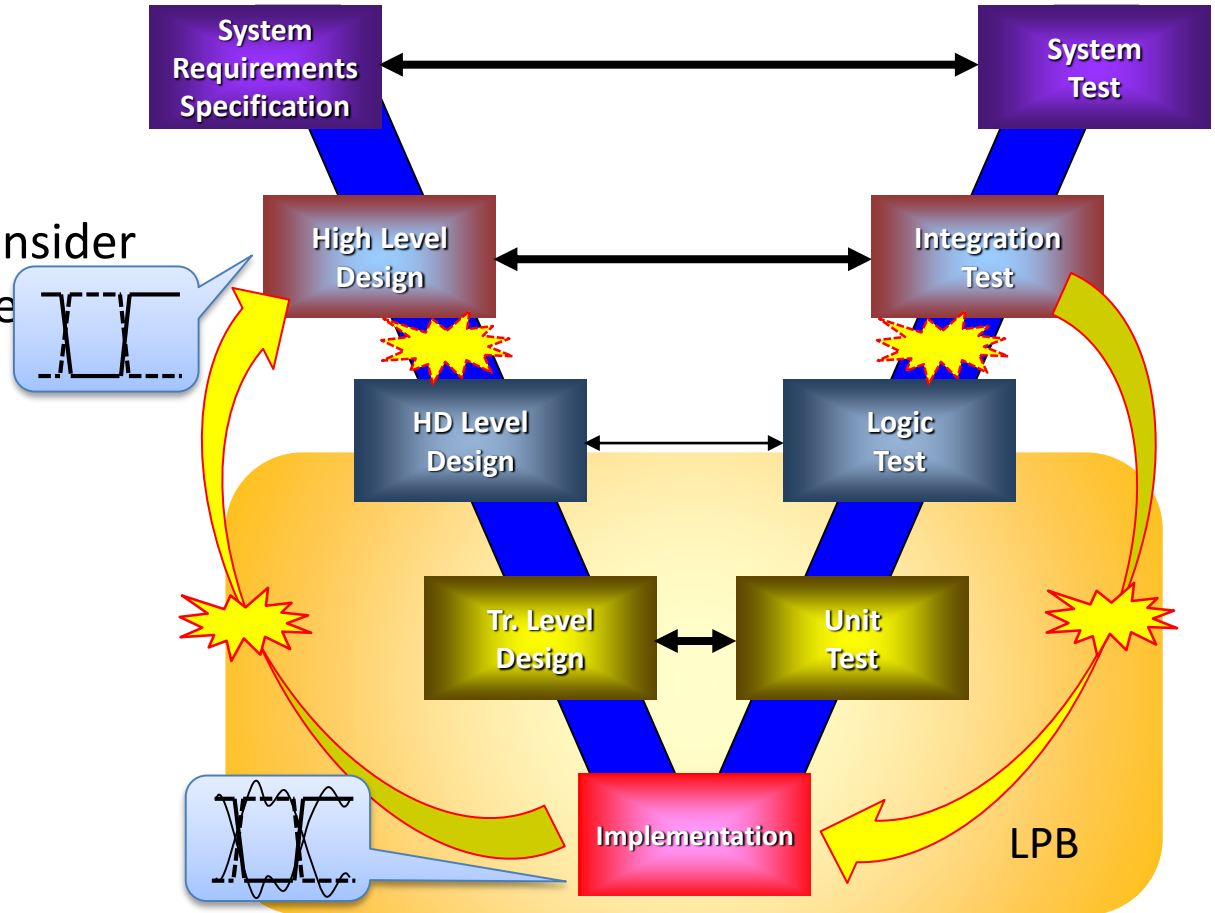 System
Requirements
Specification
System
Test
nsider
e
High Level
Design
Integration
Test
HD Level
Design
Logic
Test
Tr. Level
Design
Unit
Test
Implementation
LPB